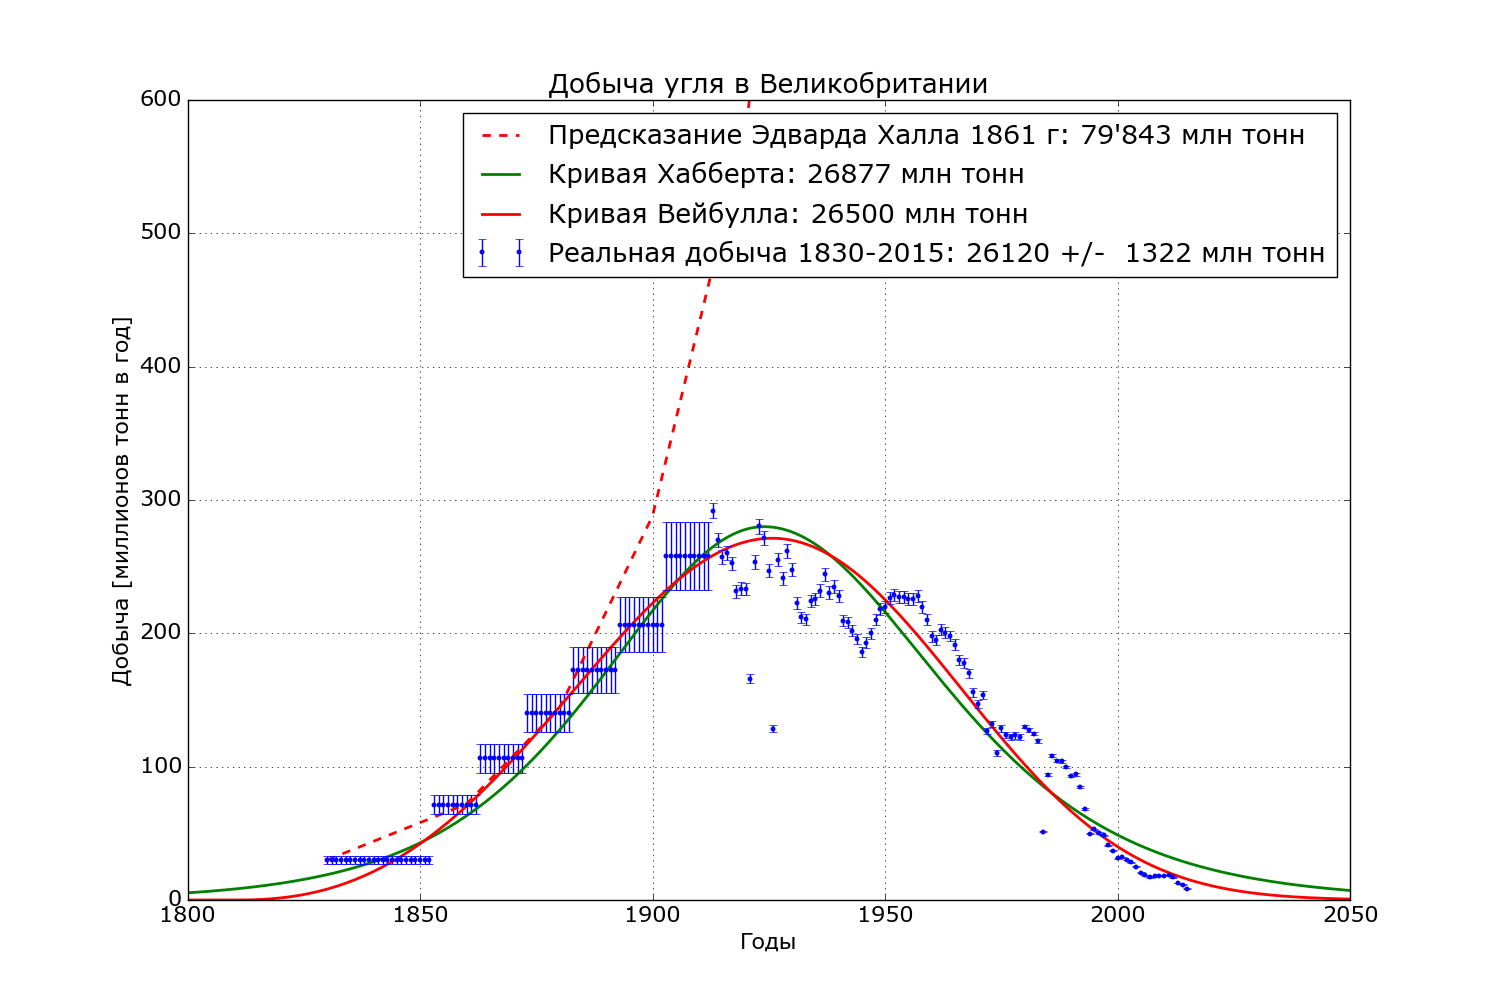 Добыча угля в Великобритании
Предсказание Эдварда Халла 1861 г: 79'843 млн тонн
Кривая Хабберта: 26877 млн тонн
Кривая Вейбулла: 26500 млн тонн
Реальная добыча 1830-2015: 26120 +/-  1322 млн тонн
Добыча [миллионов тонн в год]
600
500
400
300
200
100
0
1800 1850 1900 1950 2000 2050
Годы